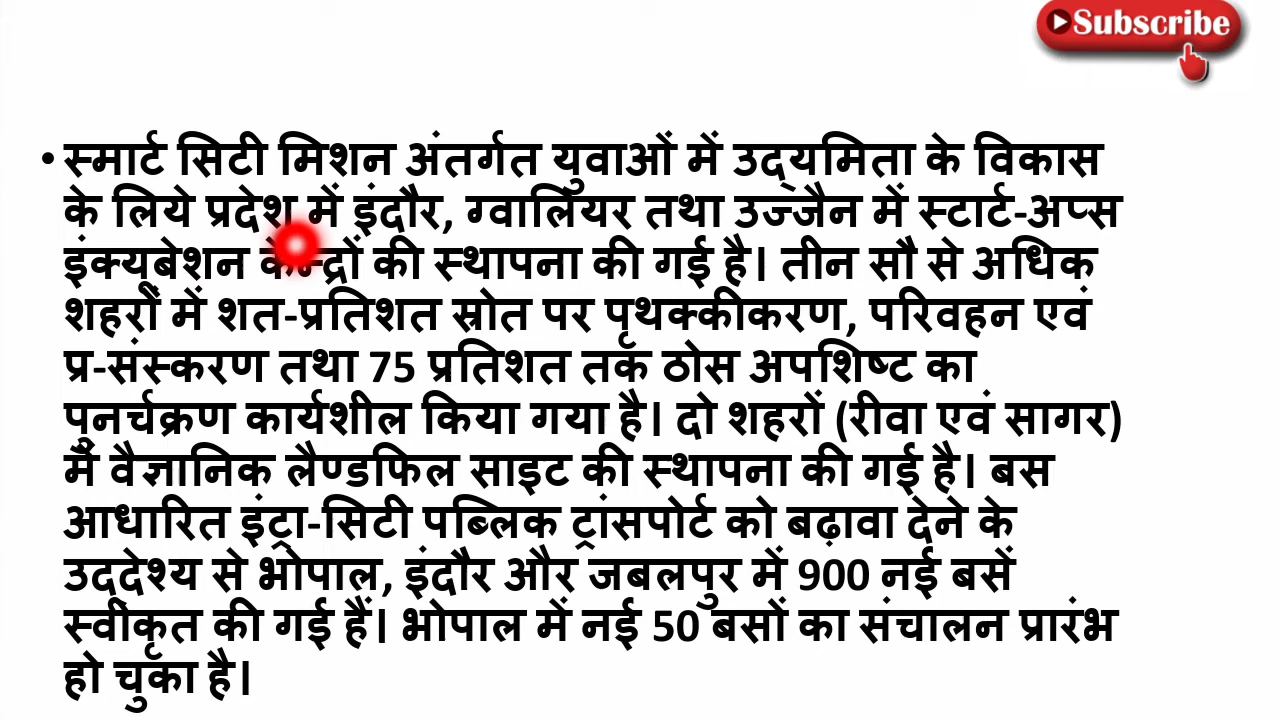 Subscribe
• स्मार्ट सिटी मिशन अंतर्गत युवाओं में उद्यमिता के विकास
के लिये प्रदेश में इंदौर, ग्वालियर तथा उज्जैन में स्टार्ट-अप्स
इंक्यूबेशन केन्द्रों की स्थापना की गई है। तीन सौ से अधिक
शहरों में शत-प्रतिशत स्रोत पर पृथक्कीकरण, परिवहन एवं
प्र-संस्करण तथा 75 प्रतिशत तक ठोस अपशिष्ट का
पुनर्चक्रण कार्यशील किया गया है। दो शहरों (रीवा एवं सागर)
में वैज्ञानिक लैण्डफिल साइट की स्थापना की गई है। बस
आधारित इंट्रा-सिटी पब्लिक ट्रांसपोर्ट को बढ़ावा देने के
उद्देश्य से भोपाल, इंदौर और जबलपुर में 900 नई बसें
स्वीकृत की गई हैं। भोपाल में नई 50 बसों का संचालन प्रारंभ
हो चुका है।